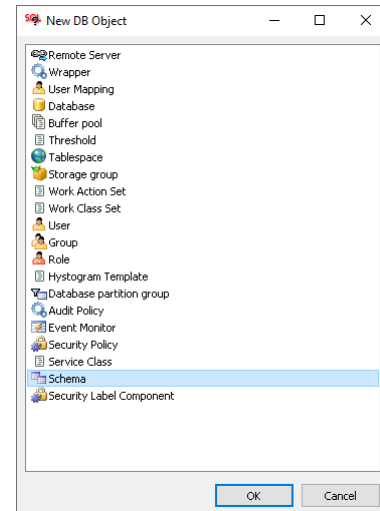 New DB Object
Remote Server
Wrapper
User Mapping
Database
Buffer pool
Threshold
Tablespace
Storage group
Work Action Set
Work Class Set
User
Group
Role
Hystogram Template
Database partition group
Audit Policy
Event Monitor
Security Policy
Service Class
Schema
Security Label Component
OK Cancel